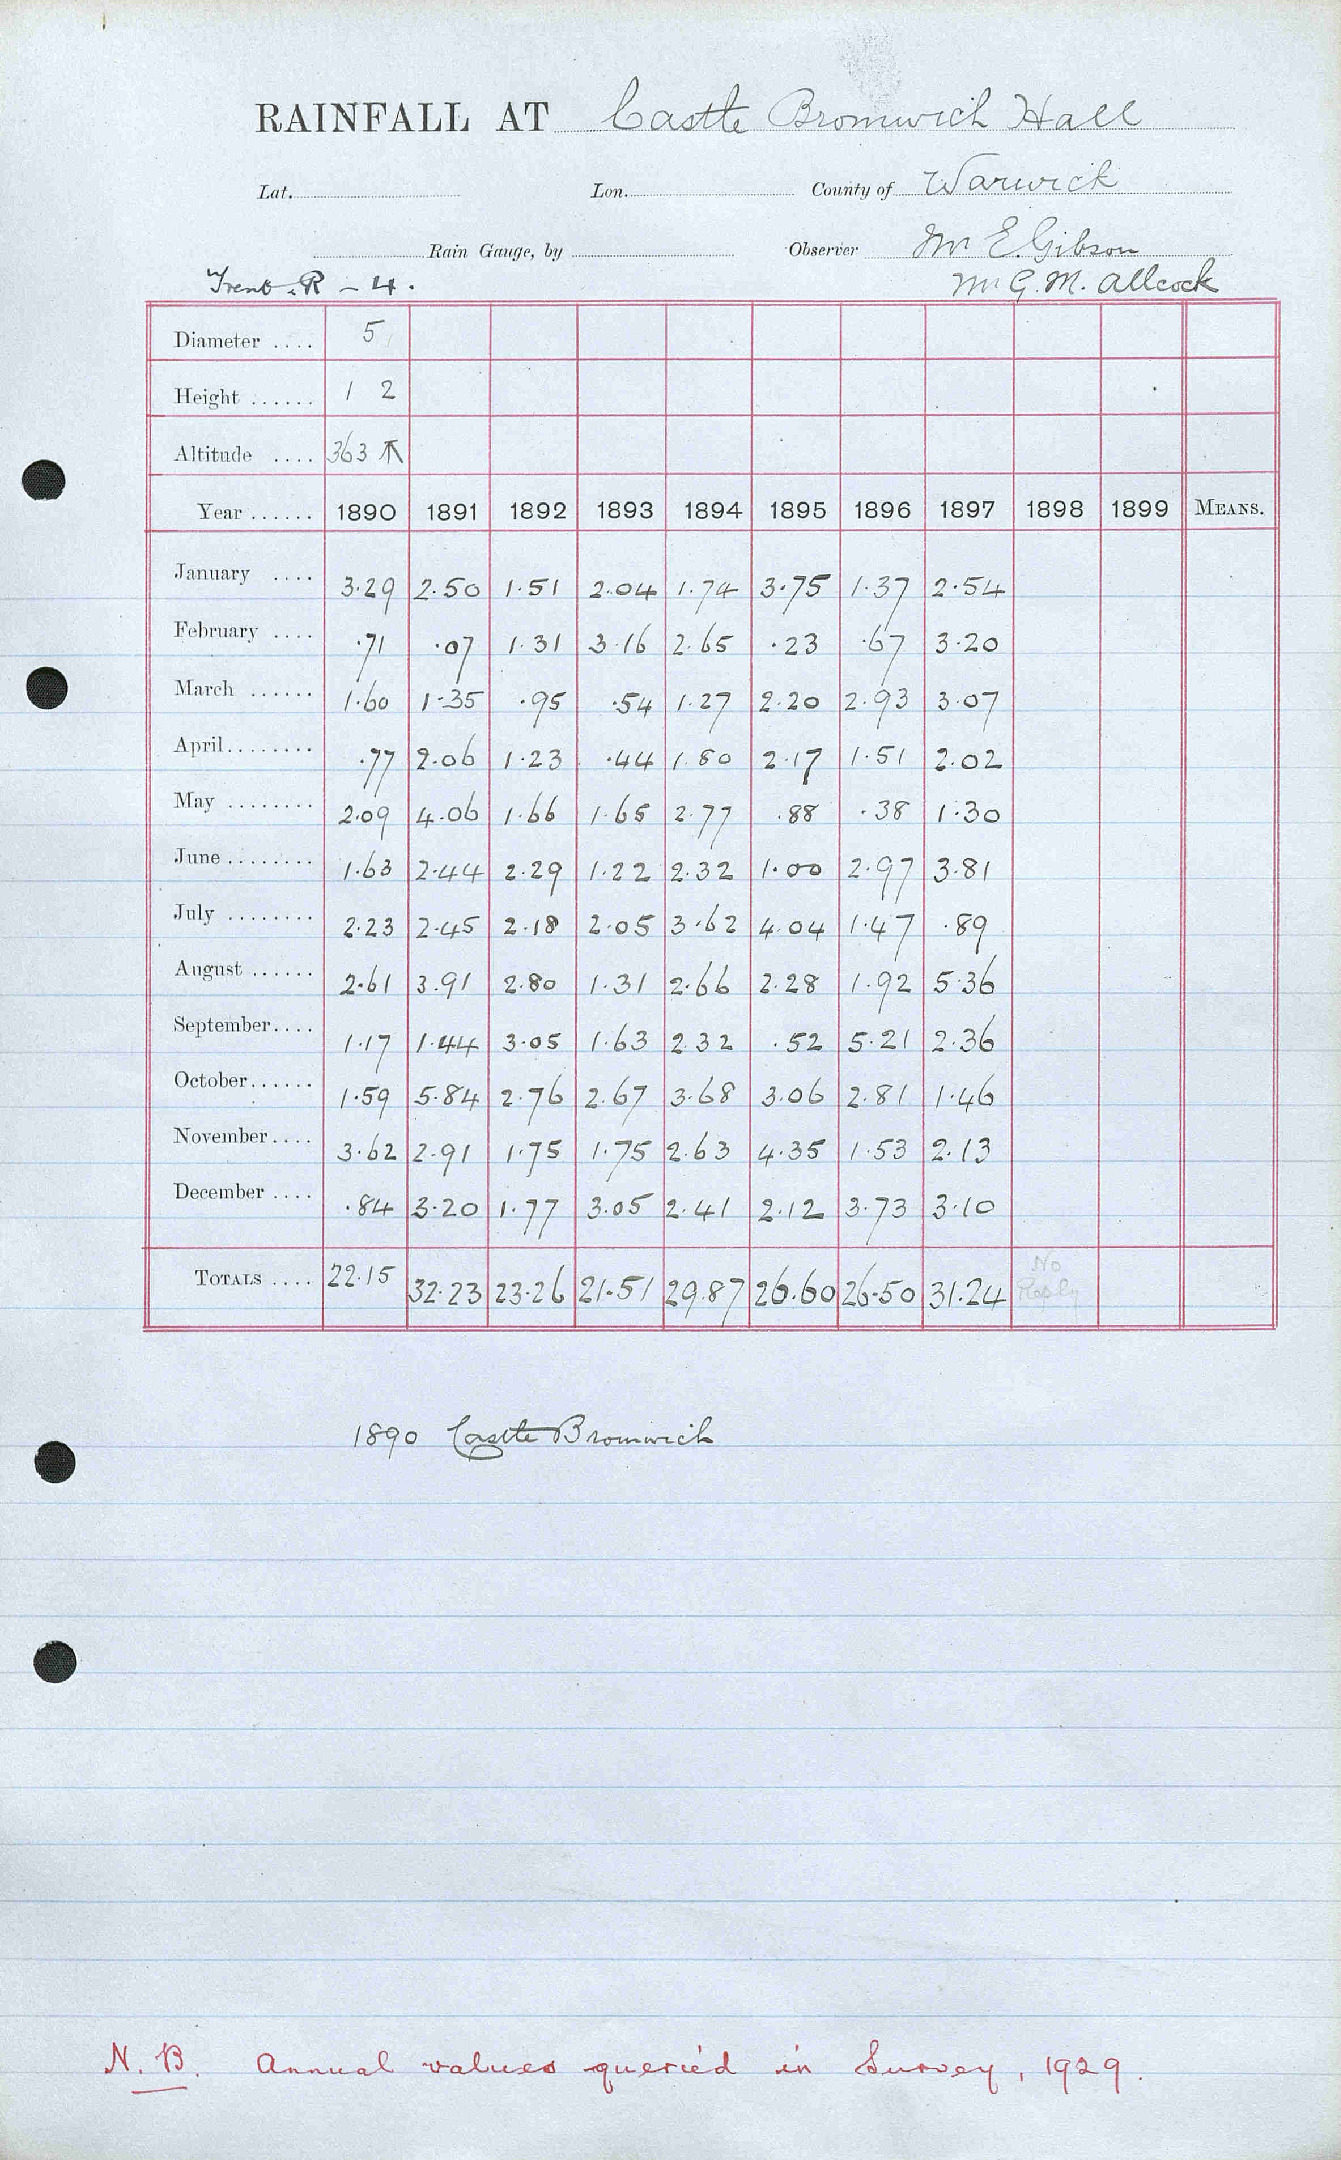 RAINFALL AT Castle Bromwich Hall
Lat. Lon. County of Warwick
Rain Gauge, by Observer Mr E. Gibson
Trent. R - 4. Mr G. M. Allcock
Diameter .... 5
Height ...... 1 2
Altitude .... 363
Year ...... 1890 1891 1892 1893 1894 1895 1896 1897 1898 1899 MEANS.
January .... 3.29 2.50 1.51 2.04 1.74 3.75 1.37 2.54
February .... .71 .07 1.31 3.16 2.65 .23 .67 3.20
March ...... 1.60 1.35 .95 .54 1.27 2.20 2.93 3.07
April ........ .77 2.06 1.23 .44 1.80 2.17 1.51 2.02
May ........ 2.09 4.06 1.66 1.65 2.77 .88 .38 1.30
June ........ 1.63 2.44 2.29 1.22 2.32 1.00 2.97 3.81
July ........ 2.23 2.45 2.18 2.05 3.62 4.04 1.47 .89
August ...... 2.61 3.91 2.80 1.31 2.66 2.28 1.92 5.36
September .... 1.17 1.44 3.05 1.63 2.32 .52 5.21 2.36
October ...... 1.59 5.84 2.76 2.67 3.68 3.06 2.81 1.46
November .... 3.62 2.91 1.75 1.75 2.63 4.35 1.53 2.13
December .... .84 3.20 1.77 3.05 2.41 2.12 3.73 3.10
TOTALS .... 22.15 32.23 23.26 21.51 29.87 26.60 26.50 31.24 No Reply
1890 Castle Bromwich
N.B. Annual values queried in Survey, 1929.